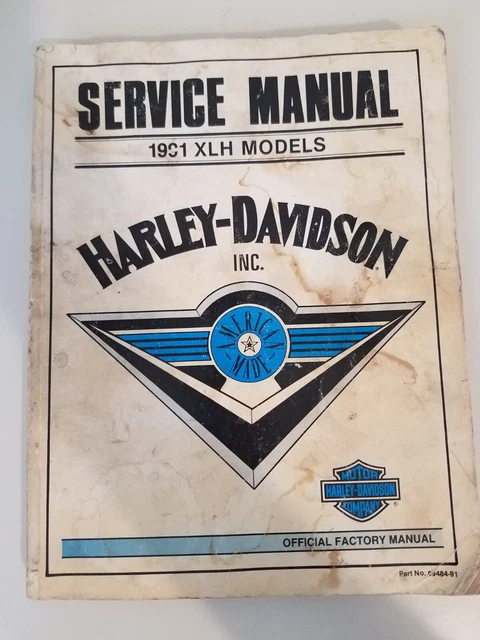 SERVICE MANUAL
1991 XLH MODELS
HARLEY-DAVIDSON
INC.
AMERICAN
MADE
MOTOR
HARLEY-DAVIDSON
COMPANY
®
OFFICIAL FACTORY MANUAL
Part No. 99484-91